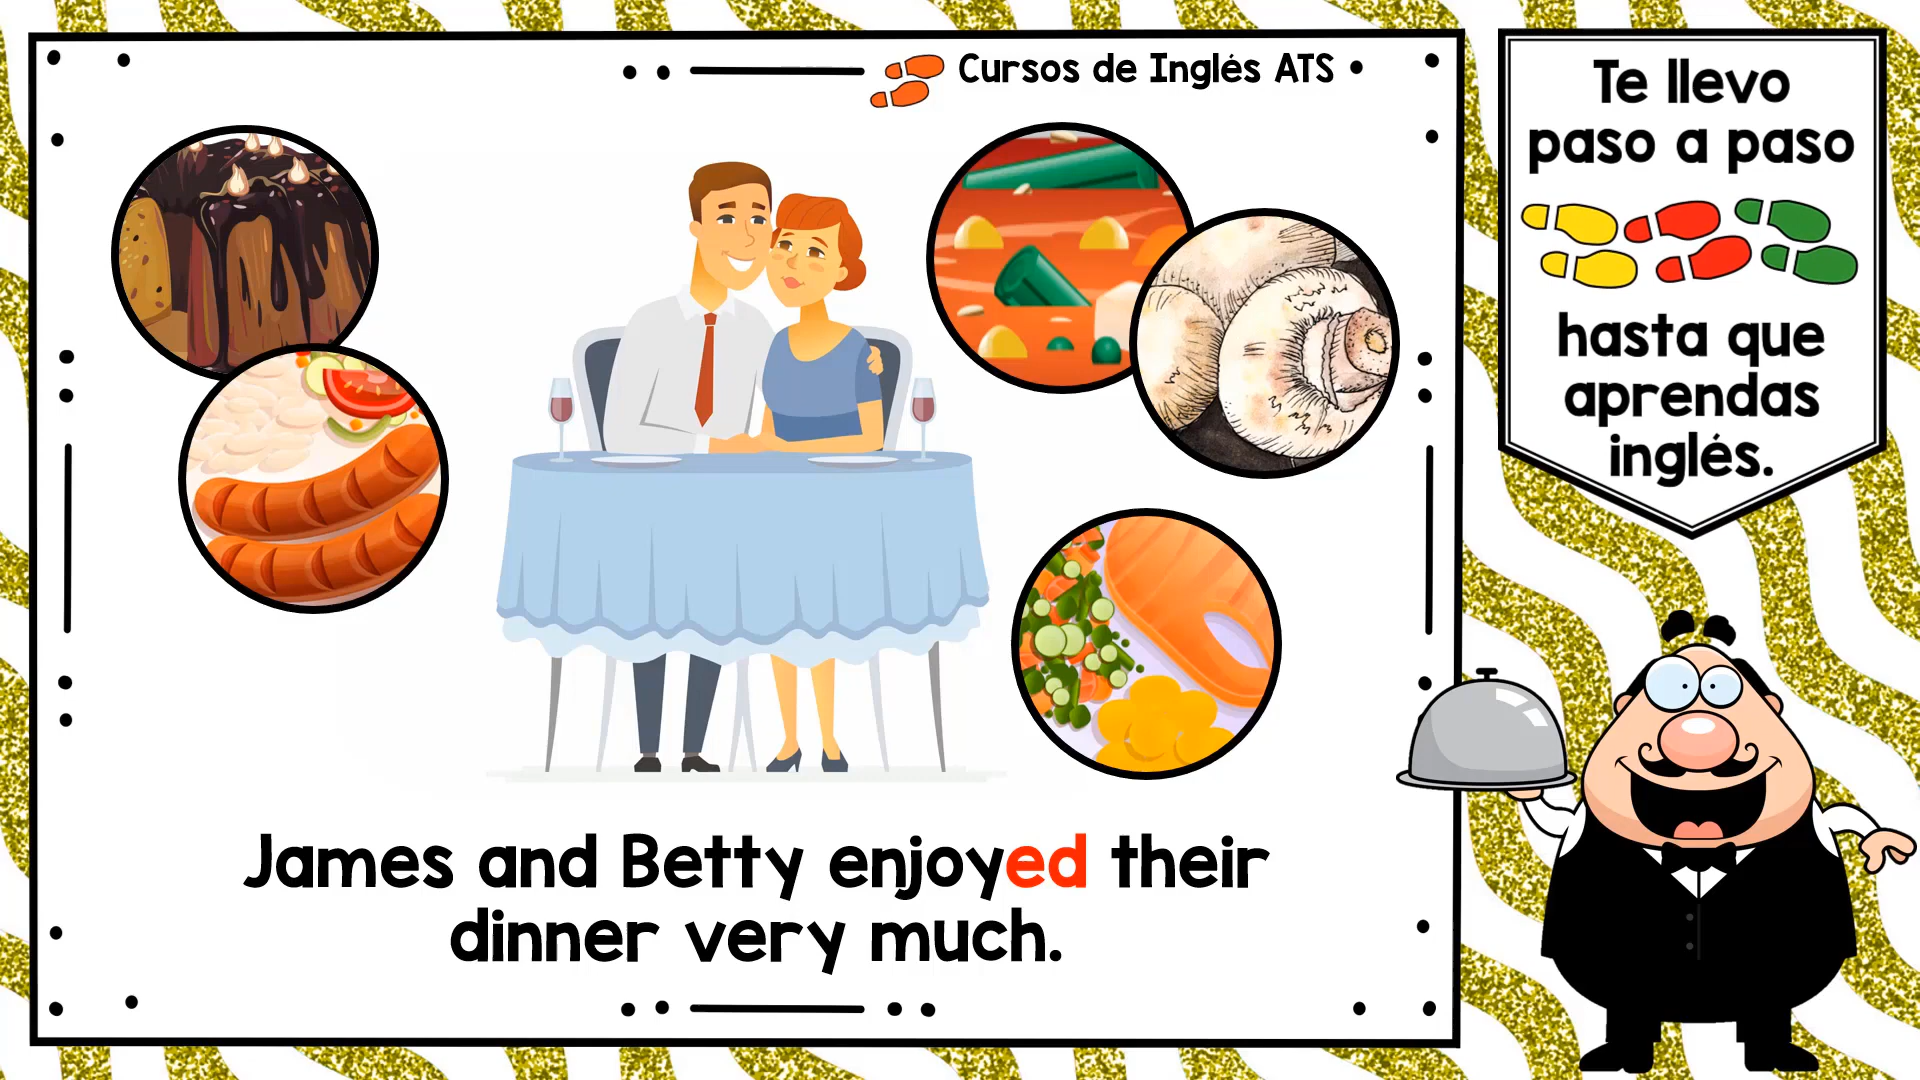 Cursos de Inglés ATS
Te llevo
paso a paso
hasta que
aprendas
inglés.
James and Betty enjoyed their
dinner very much.